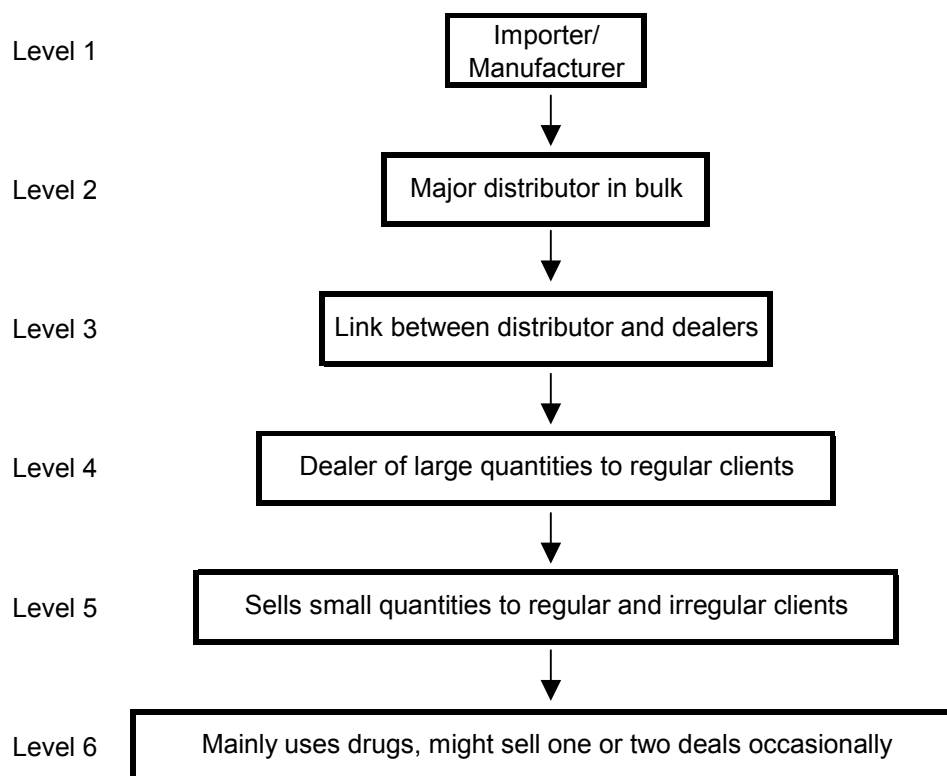 Level 1
Importer/
Manufacturer
Level 2
Major distributor in bulk
Level 3
Link between distributor and dealers
Level 4
Dealer of large quantities to regular clients
Level 5
Sells small quantities to regular and irregular clients
Level 6
Mainly uses drugs, might sell one or two deals occasionally